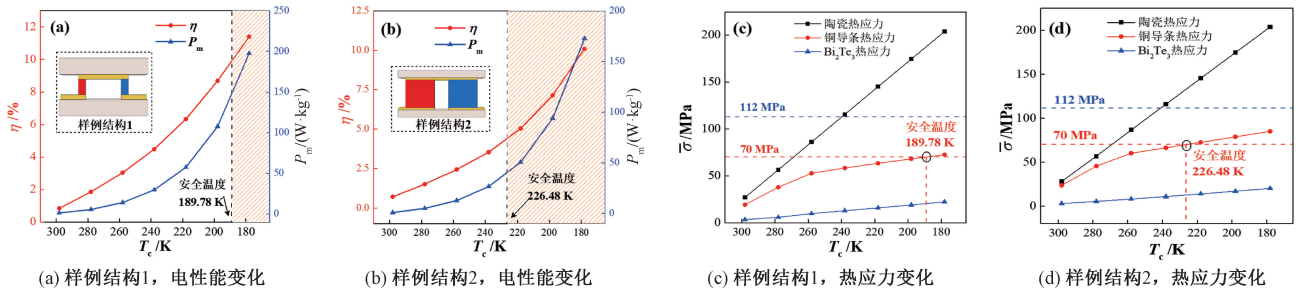 (a)
η
Pm
12
10
8
6
4
2
0
η /%
250
200
150
100
50
0
Pm/(W·kg⁻¹)
样例结构1
安全温度
189.78 K
300 280 260 240 220 200 180
Tc /K
(a) 样例结构1，电性能变化
(b)
η
Pm
12.5
10.0
7.5
5.0
2.5
0.0
η /%
200
150
100
50
0
Pm/(W·kg⁻¹)
样例结构2
安全温度
226.48 K
300 280 260 240 220 200 180
Tc /K
(b) 样例结构2，电性能变化
(c)
陶瓷热应力
铜导条热应力
Bi₂Te₃热应力
200
150
100
50
0
σ̅/MPa
112 MPa
70 MPa
安全温度
189.78 K
300 280 260 240 220 200 180
Tc /K
(c) 样例结构1，热应力变化
(d)
陶瓷热应力
铜导条热应力
Bi₂Te₃热应力
200
150
100
50
0
σ̅/MPa
112 MPa
70 MPa
安全温度
226.48 K
300 280 260 240 220 200 180
Tc /K
(d) 样例结构2，热应力变化